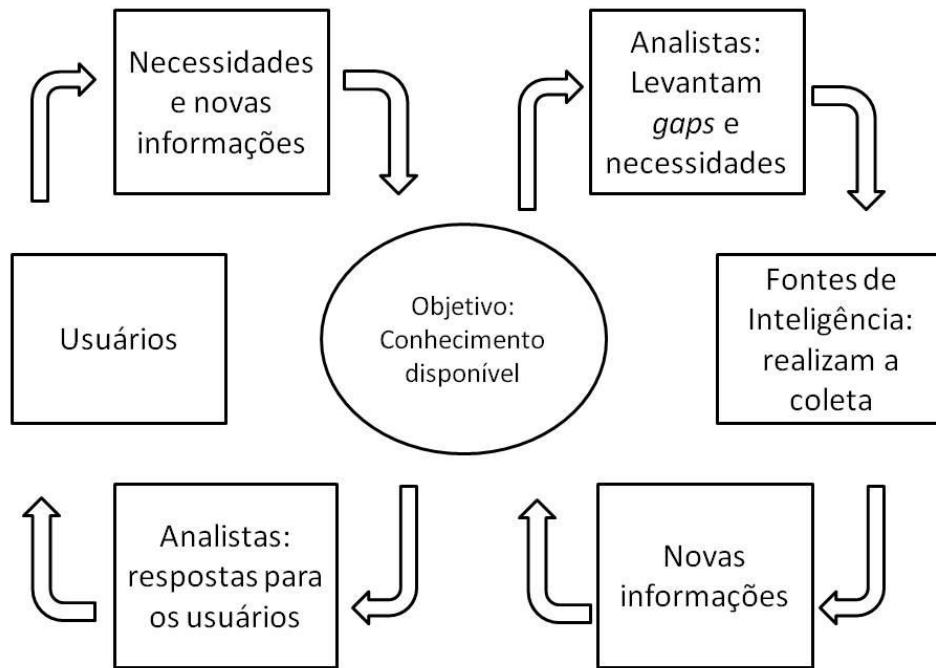 Necessidades
e novas
informações
Analistas:
Levantam
gaps e
necessidades
Usuários
Objetivo:
Conhecimento
disponível
Fontes de
Inteligência:
realizam a
coleta
Analistas:
respostas para
os usuários
Novas
informações